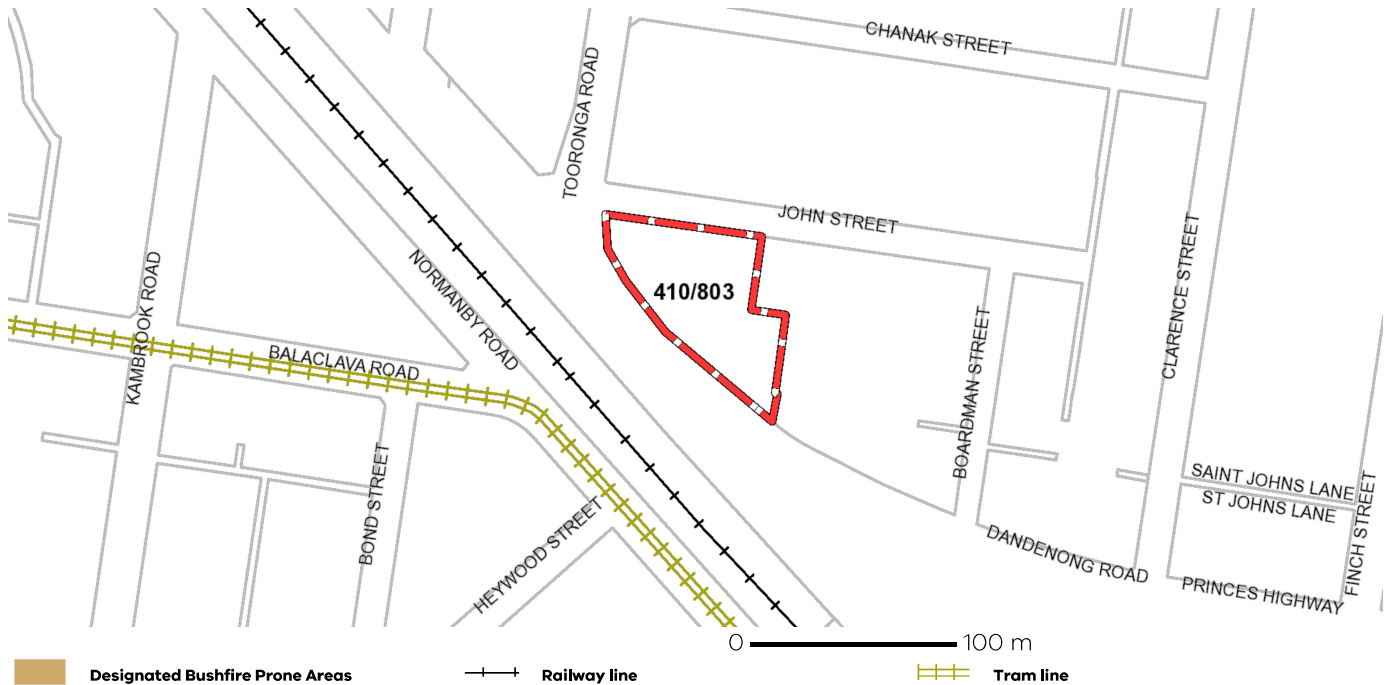 CHANAK STREET
TOORONGA ROAD
JOHN STREET
KAMBROOK ROAD
NORMANBY ROAD
410/803
CLARENCE STREET
BALACLAVA ROAD
BOARDMAN STREET
BOND STREET
HEYWOOD STREET
SAINT JOHNS LANE
ST JOHNS LANE
FINCH STREET
DANDENONG ROAD
PRINCES HIGHWAY
0 100 m
Designated Bushfire Prone Areas Railway line Tram line